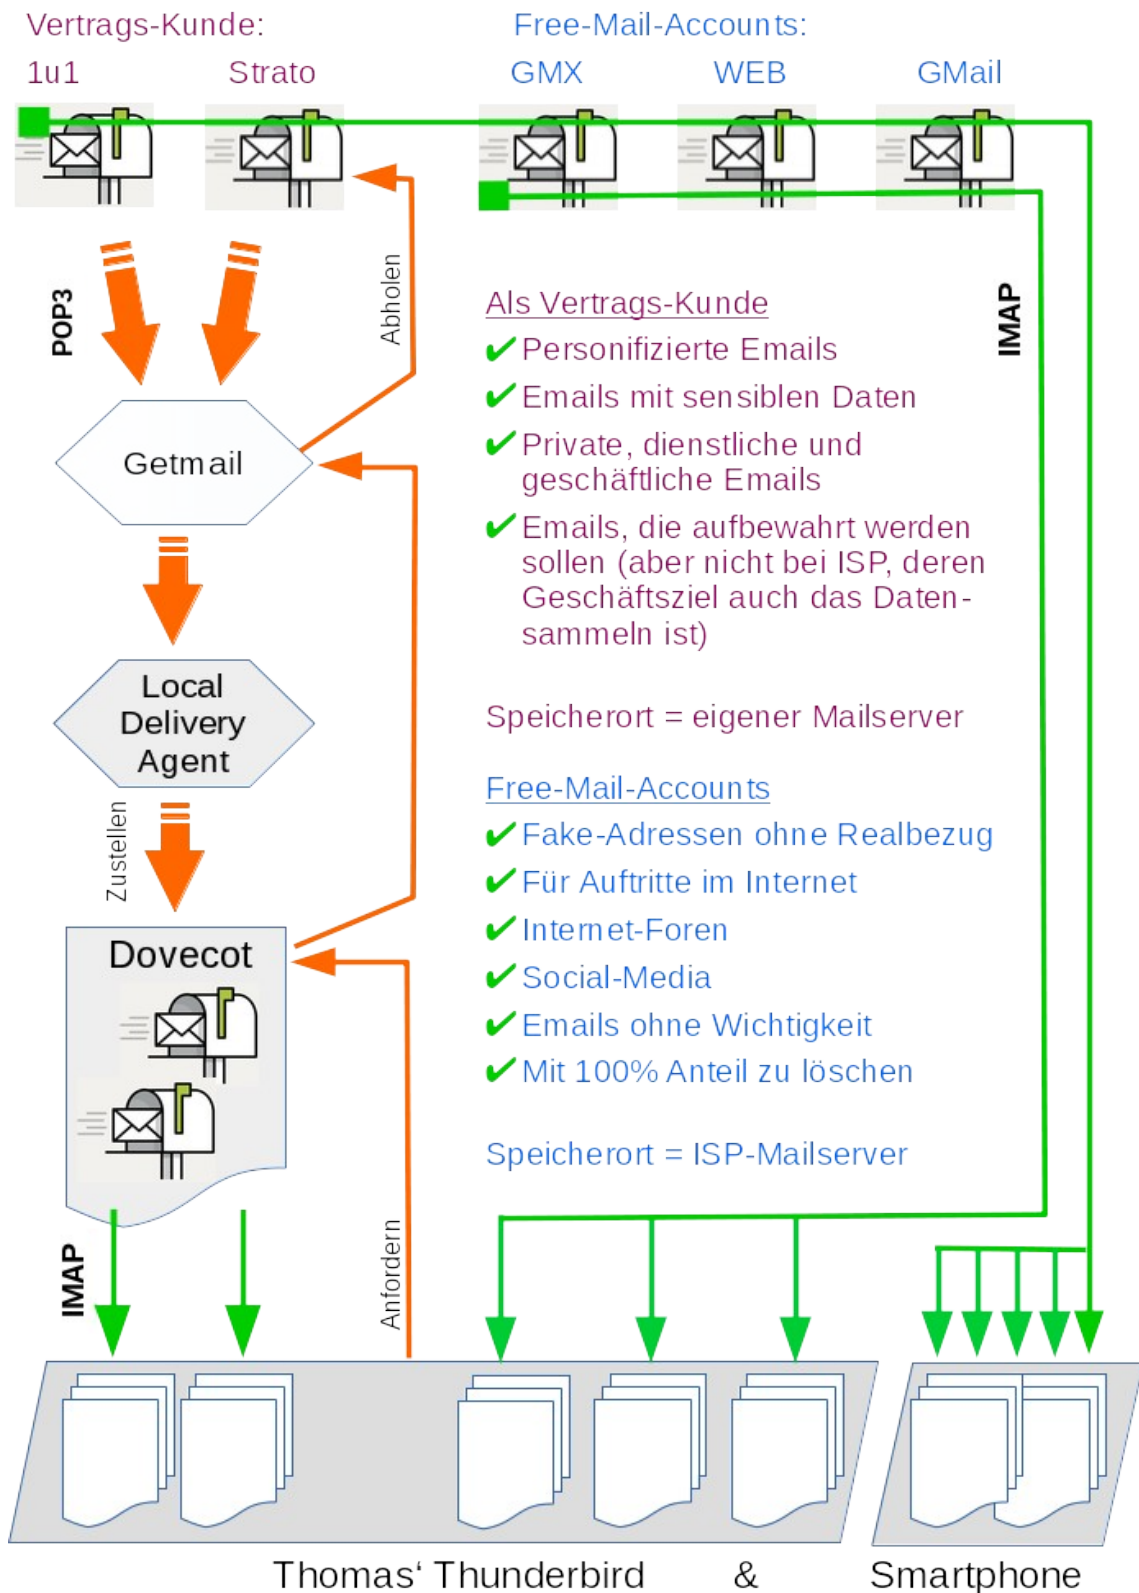 Vertrags-Kunde:
Free-Mail-Accounts:
1u1
Strato
GMX
WEB
GMail
POP3
Abholen
IMAP
Als Vertrags-Kunde
✔ Personifizierte Emails
✔ Emails mit sensiblen Daten
✔ Private, dienstliche und
geschäftliche Emails
✔ Emails, die aufbewahrt werden
sollen (aber nicht bei ISP, deren
Geschäftsziel auch das Daten-
sammeln ist)
Speicherort = eigener Mailserver
Getmail
Local
Delivery
Agent
Zustellen
Free-Mail-Accounts
✔ Fake-Adressen ohne Realbezug
✔ Für Auftritte im Internet
✔ Internet-Foren
✔ Social-Media
✔ Emails ohne Wichtigkeit
✔ Mit 100% Anteil zu löschen
Speicherort = ISP-Mailserver
Dovecot
IMAP
Anfordern
Thomas‘ Thunderbird & Smartphone